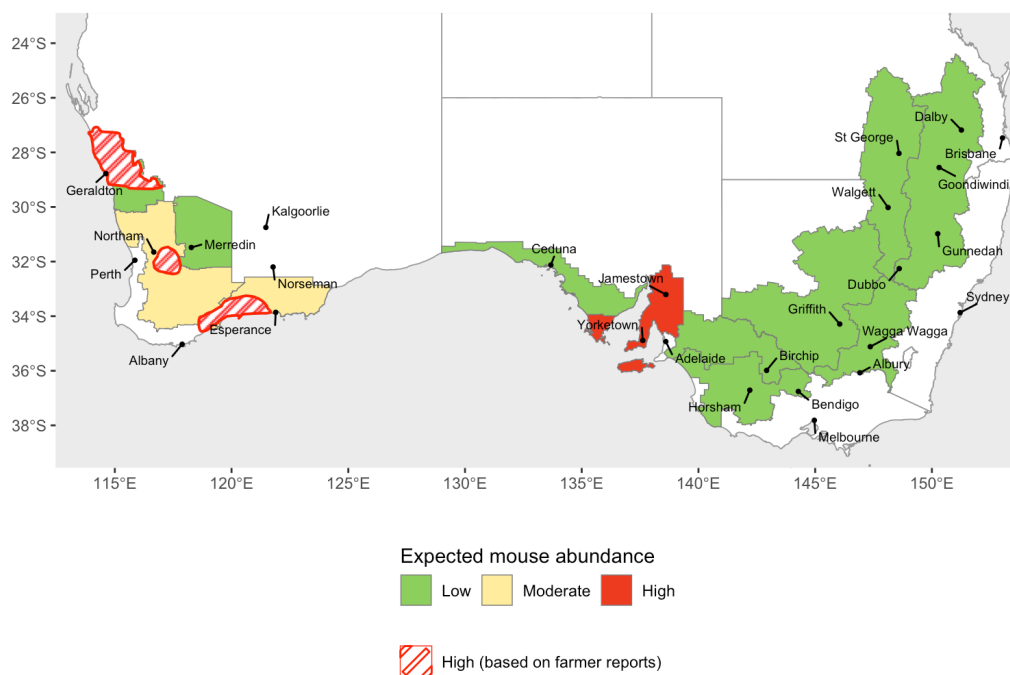 24°S
26°S
28°S
30°S
32°S
34°S
36°S
38°S
Dalby
St George
Brisbane
Geraldton
Goondiwindi
Walgett
Kalgoorlie
Northam
Merredin
Ceduna
Gunnedah
Perth
Jamestown
Norseman
Dubbo
Sydney
Griffith
Yorketown
Esperance
Wagga Wagga
Albany
Adelaide
Birchip
Albury
Horsham
Bendigo
Melbourne
115°E 120°E 125°E 130°E 135°E 140°E 145°E 150°E
Expected mouse abundance
Low Moderate High
High (based on farmer reports)